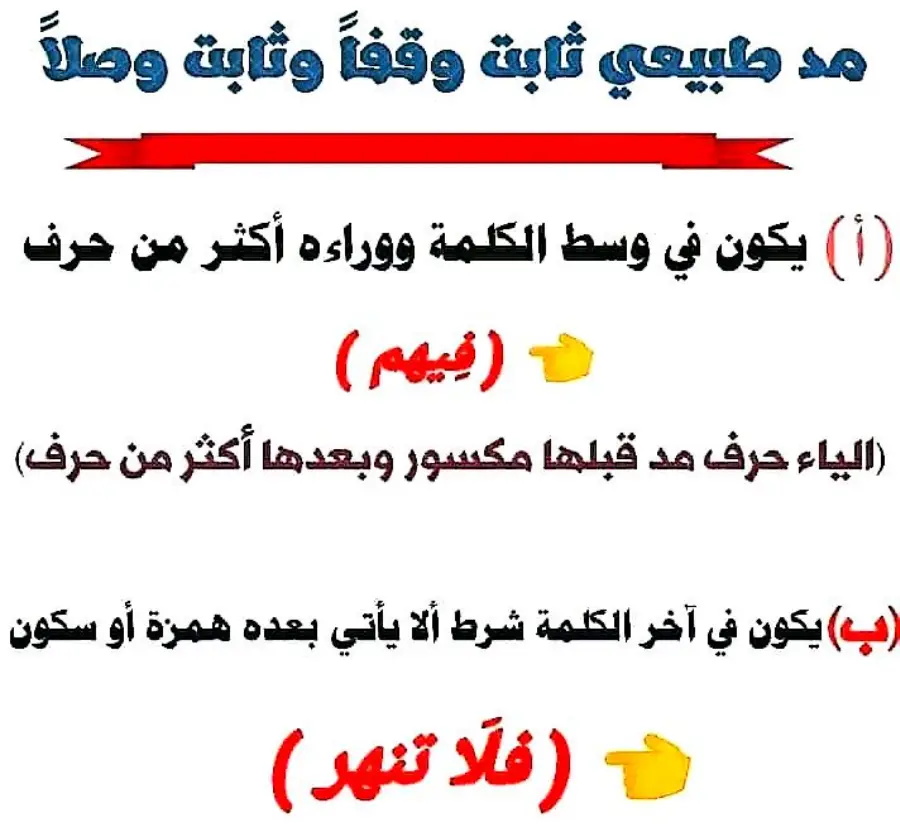 مد طبيعي ثابت وقفاً وثابت وصلاً
(أ) يكون في وسط الكلمة ووراءه أكثر من حرف
(فِيهم)
(الياء حرف مد قبلها مكسور وبعدها أكثر من حرف)
(ب) يكون في آخر الكلمة شرط ألا يأتي بعده همزة أو سكون
(فلَا تنهر)